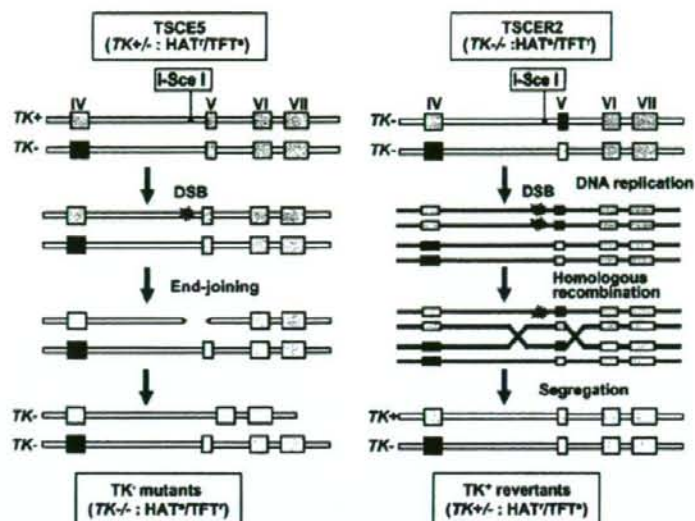 TSCE5
(TK+/- : HATʳ/TFTˢ)
I-Sce I
IV V VI VII
TK+
TK-
DSB
End-joining
TK-
TK-
TK⁻ mutants
(TK-/- : HATˢ/TFTʳ)
TSCER2
(TK-/- :HATˢ/TFTʳ)
I-Sce I
IV V VI VII
TK-
TK-
DSB
DNA replication
Homologous
recombination
Segregation
TK+
TK-
TK⁺ revertants
(TK+/- : HATʳ/TFTˢ)